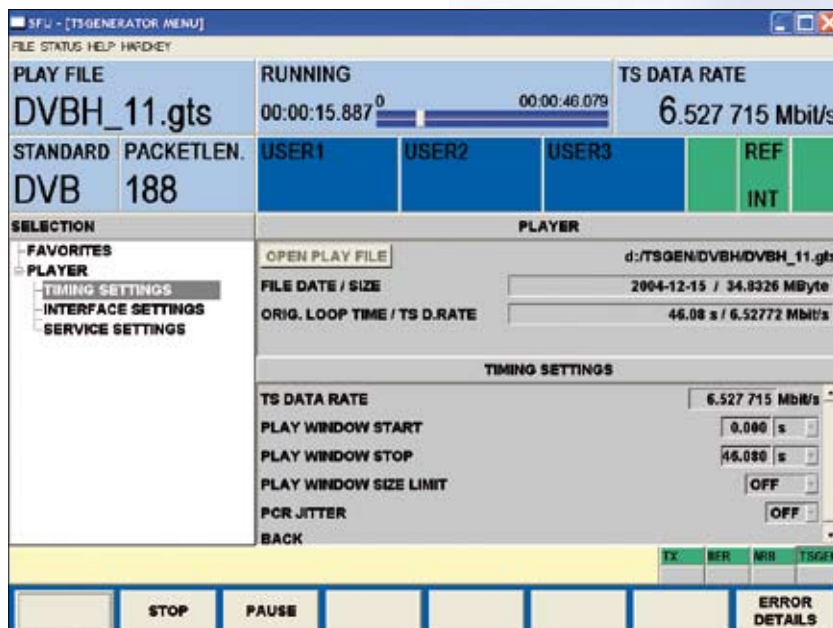 SFU - [TSGENERATOR MENU]
FILE STATUS HELP HARDKEY
PLAY FILE
DVBH_11.gts
RUNNING
00:00:15.887 0 00:00:46.079
TS DATA RATE
6.527 715 Mbit/s
STANDARD
DVB
PACKETLEN.
188
USER1
USER2
USER3
REF
INT
SELECTION
FAVORITES
PLAYER
TIMING SETTINGS
INTERFACE SETTINGS
SERVICE SETTINGS
PLAYER
OPEN PLAY FILE d:/TSGEN/DVBH/DVBH_11.gts
FILE DATE / SIZE 2004-12-15 / 34.8326 MByte
ORIG. LOOP TIME / TS D.RATE 46.08 s / 6.52772 Mbit/s
TIMING SETTINGS
TS DATA RATE 6.527 715 Mbit/s
PLAY WINDOW START 0.000 s
PLAY WINDOW STOP 46.080 s
PLAY WINDOW SIZE LIMIT OFF
PCR JITTER OFF
BACK
TX BER ARB TSGEN
STOP
PAUSE
ERROR
DETAILS